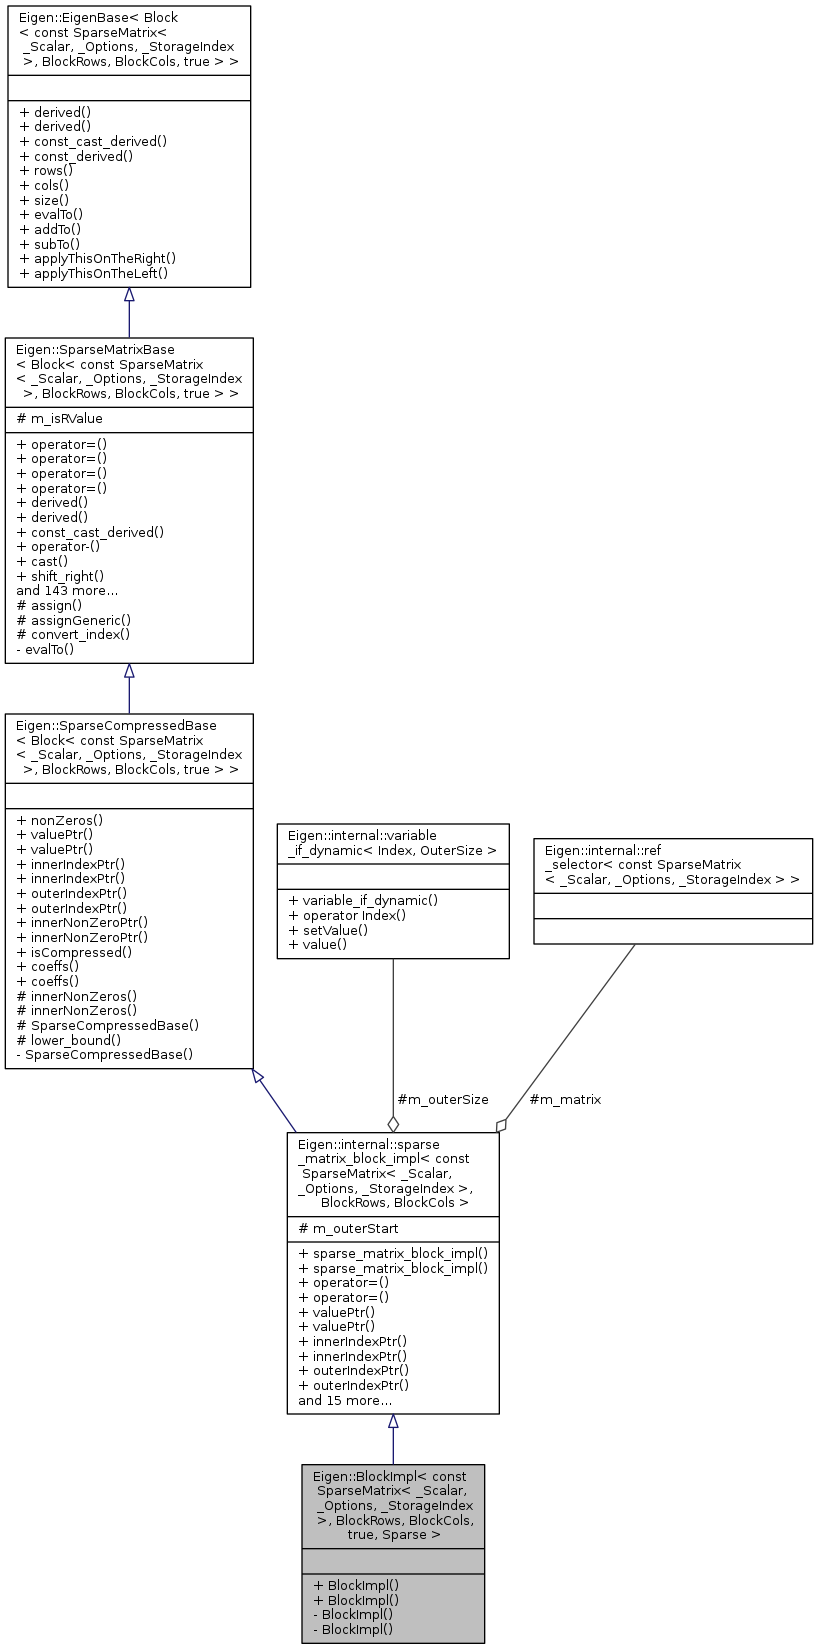 Eigen::EigenBase< Block
< const SparseMatrix<
_Scalar, _Options, _StorageIndex
>, BlockRows, BlockCols, true > >
+ derived()
+ derived()
+ const_cast_derived()
+ const_derived()
+ rows()
+ cols()
+ size()
+ evalTo()
+ addTo()
+ subTo()
+ applyThisOnTheRight()
+ applyThisOnTheLeft()
Eigen::SparseMatrixBase
< Block< const SparseMatrix
< _Scalar, _Options, _StorageIndex
>, BlockRows, BlockCols, true > >
# m_isRValue
+ operator=()
+ operator=()
+ operator=()
+ operator=()
+ derived()
+ derived()
+ const_cast_derived()
+ operator-()
+ cast()
+ shift_right()
and 143 more...
# assign()
# assignGeneric()
# convert_index()
- evalTo()
Eigen::SparseCompressedBase
< Block< const SparseMatrix
< _Scalar, _Options, _StorageIndex
>, BlockRows, BlockCols, true > >
+ nonZeros()
+ valuePtr()
+ valuePtr()
+ innerIndexPtr()
+ innerIndexPtr()
+ outerIndexPtr()
+ outerIndexPtr()
+ innerNonZeroPtr()
+ innerNonZeroPtr()
+ isCompressed()
+ coeffs()
+ coeffs()
# innerNonZeros()
# innerNonZeros()
# SparseCompressedBase()
# lower_bound()
- SparseCompressedBase()
Eigen::internal::variable
_if_dynamic< Index, OuterSize >
+ variable_if_dynamic()
+ operator Index()
+ setValue()
+ value()
Eigen::internal::ref
_selector< const SparseMatrix
< _Scalar, _Options, _StorageIndex > >
#m_outerSize
#m_matrix
Eigen::internal::sparse
_matrix_block_impl< const
SparseMatrix< _Scalar,
_Options, _StorageIndex >,
BlockRows, BlockCols >
# m_outerStart
+ sparse_matrix_block_impl()
+ sparse_matrix_block_impl()
+ operator=()
+ operator=()
+ valuePtr()
+ valuePtr()
+ innerIndexPtr()
+ innerIndexPtr()
+ outerIndexPtr()
+ outerIndexPtr()
and 15 more...
Eigen::BlockImpl< const
SparseMatrix< _Scalar,
_Options, _StorageIndex
>, BlockRows, BlockCols,
true, Sparse >
+ BlockImpl()
+ BlockImpl()
- BlockImpl()
- BlockImpl()